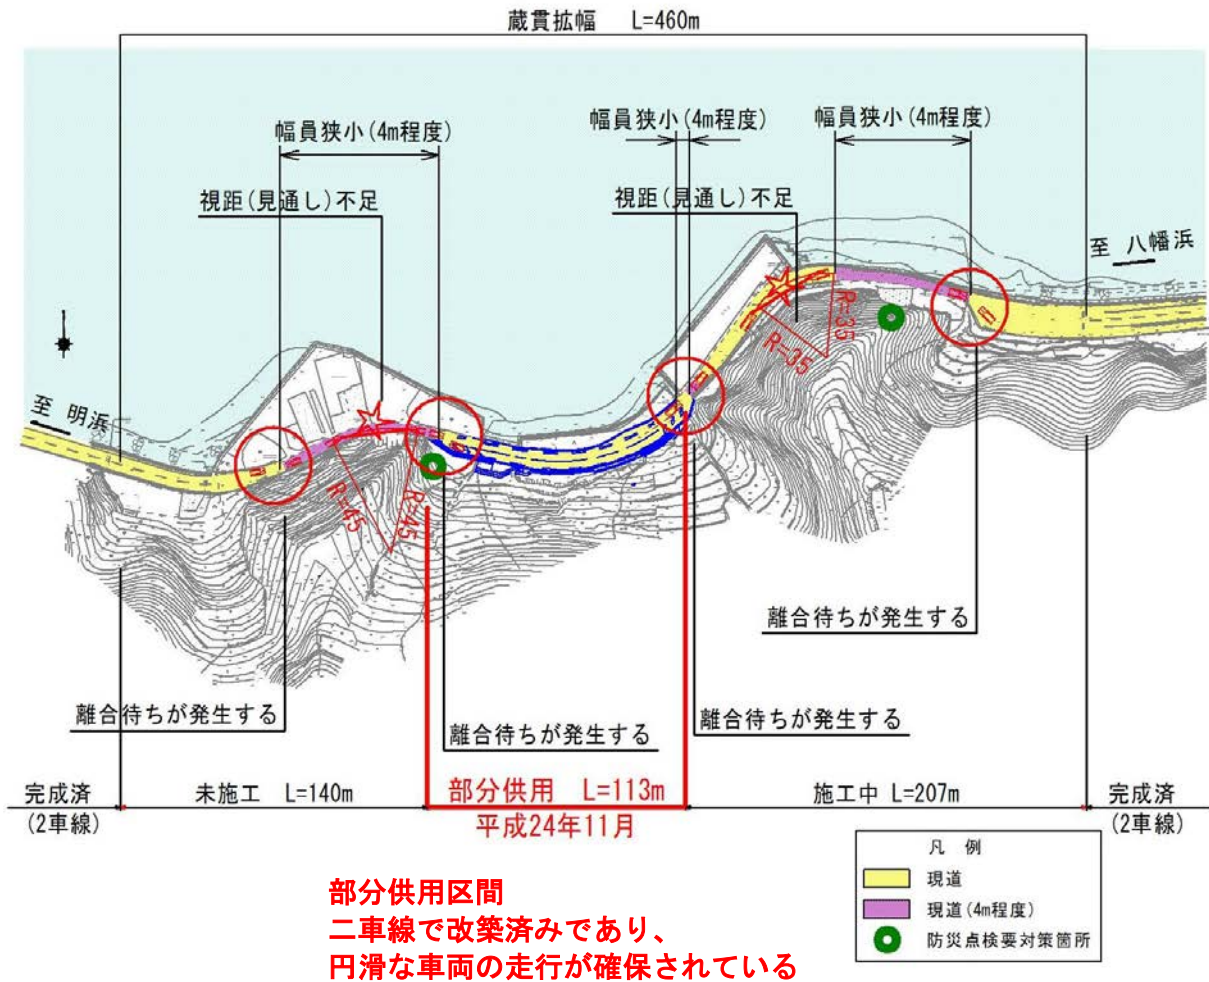 蔵貫拡幅 L=460m
幅員狭小(4m程度)
幅員狭小(4m程度)
幅員狭小(4m程度)
視距(見通し)不足
視距(見通し)不足
至 八幡浜
至 明浜
R=35
R=35
R=45
R=45
離合待ちが発生する
離合待ちが発生する
離合待ちが発生する
離合待ちが発生する
完成済
(2車線)
未施工 L=140m
部分供用 L=113m
平成24年11月
施工中 L=207m
完成済
(2車線)
凡 例
現道
現道(4m程度)
防災点検要対策箇所
部分供用区間
二車線で改築済みであり、
円滑な車両の走行が確保されている